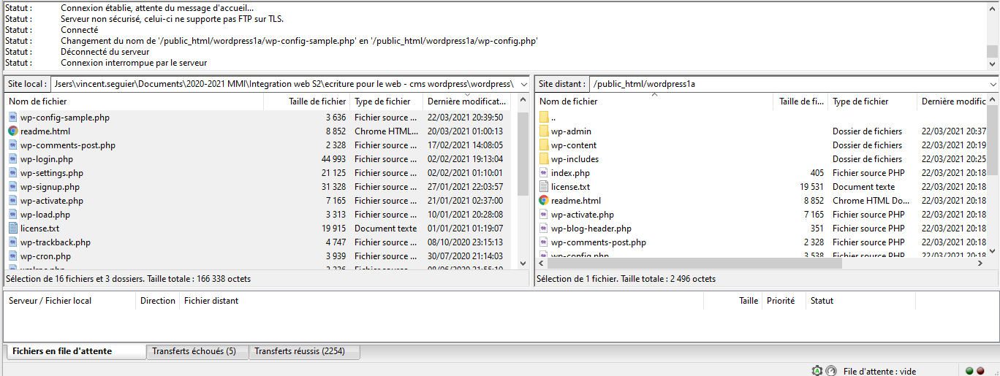 Statut : Connexion établie, attente du message d'accueil...
Statut : Serveur non sécurisé, celui-ci ne supporte pas FTP sur TLS.
Statut : Connecté
Statut : Changement du nom de '/public_html/wordpress1a/wp-config-sample.php' en '/public_html/wordpress1a/wp-config.php'
Statut : Déconnecté du serveur
Statut : Connexion interrompue par le serveur
Site local : Jsers\vincent.seguier\Documents\2020-2021 MMI\Integration web S2\ecriture pour le web - cms wordpress\wordpress\
Nom de fichier Taille de fichier Type de fichier Dernière modificat...
wp-config-sample.php 3 636 Fichier source ... 22/03/2021 20:39:50
readme.html 8 852 Chrome HTML... 20/03/2021 01:00:13
wp-comments-post.php 2 328 Fichier source ... 17/02/2021 14:08:05
wp-login.php 44 993 Fichier source ... 02/02/2021 19:13:04
wp-settings.php 21 125 Fichier source ... 02/02/2021 01:10:01
wp-signup.php 31 328 Fichier source ... 27/01/2021 22:03:57
wp-activate.php 7 165 Fichier source ... 21/01/2021 02:37:00
wp-load.php 3 313 Fichier source ... 10/01/2021 20:28:08
license.txt 19 915 Document texte 01/01/2021 01:19:07
wp-trackback.php 4 747 Fichier source ... 08/10/2020 23:15:13
wp-cron.php 3 939 Fichier source ... 30/07/2020 21:14:03
xmlrpc.php 3 236 Fichier source ... 08/06/2020 21:55:10
Sélection de 16 fichiers et 3 dossiers. Taille totale : 166 338 octets
Site distant : /public_html/wordpress1a
Nom de fichier Taille de fi... Type de fichier Dernière modific
..
wp-admin Dossier de fichiers 22/03/2021 20:37
wp-content Dossier de fichiers 22/03/2021 20:19
wp-includes Dossier de fichiers 22/03/2021 20:25
index.php 405 Fichier source PHP 22/03/2021 20:18
license.txt 19 531 Document texte 22/03/2021 20:18
readme.html 8 852 Chrome HTML Do... 22/03/2021 20:18
wp-activate.php 7 165 Fichier source PHP 22/03/2021 20:18
wp-blog-header.php 351 Fichier source PHP 22/03/2021 20:18
wp-comments-post.php 2 328 Fichier source PHP 22/03/2021 20:18
wp-config.php 3 538 Fichier source PHP 22/03/2021 20:18
Sélection de 1 fichier. Taille totale : 2 496 octets
Serveur / Fichier local Direction Fichier distant Taille Priorité Statut
Fichiers en file d'attente Transferts échoués (5) Transferts réussis (2254)
File d'attente : vide